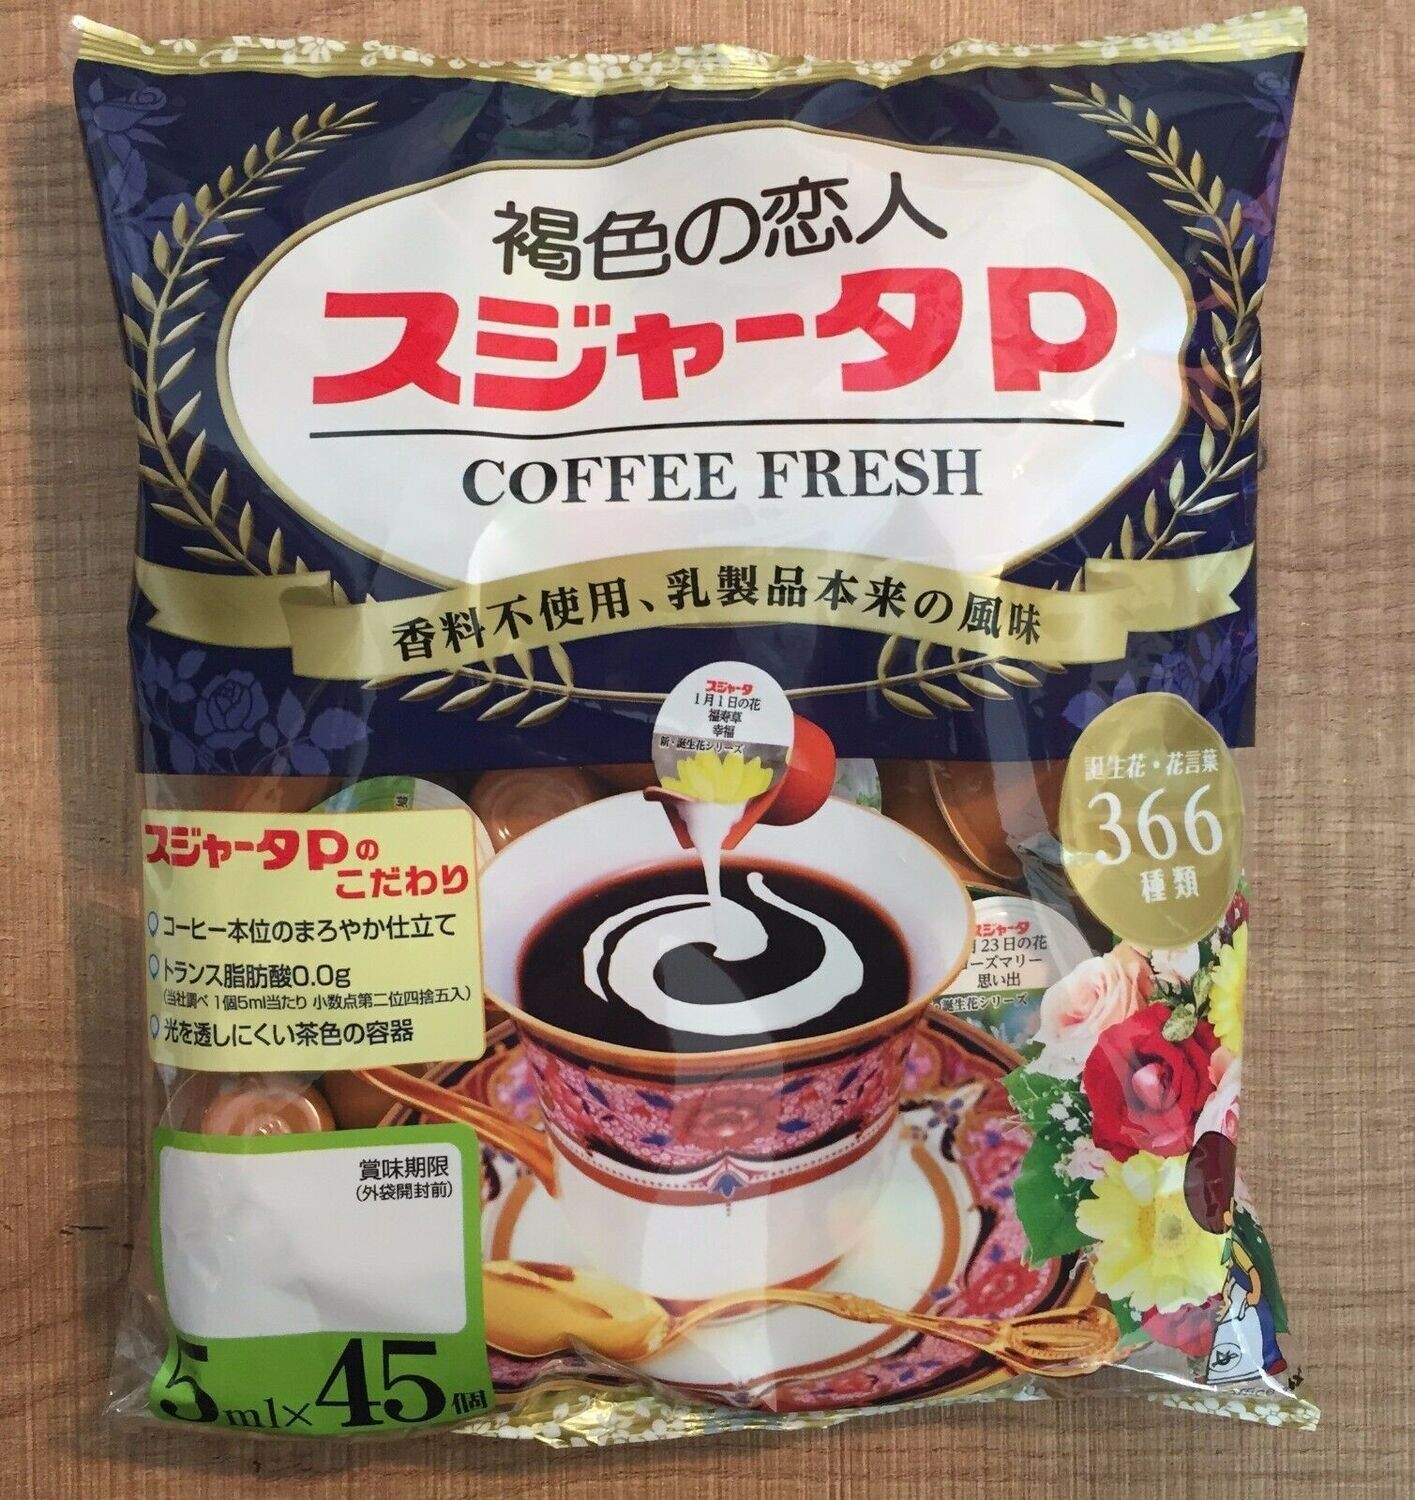 褐色の恋人
スジャータP
COFFEE FRESH
香料不使用、乳製品本来の風味
スジャータ
1月1日の花
福寿草
幸福
新・誕生花シリーズ
誕生花・花言葉
366
種類
スジャータPの
こだわり
コーヒー本位のまろやか仕立て
トランス脂肪酸0.0g
(当社調べ 1個5ml当たり 小数点第二位四捨五入)
光を透しにくい茶色の容器
スジャータ
月23日の花
ローズマリー
思い出
・誕生花シリーズ
賞味期限
(外袋開封前)
5ml×45個